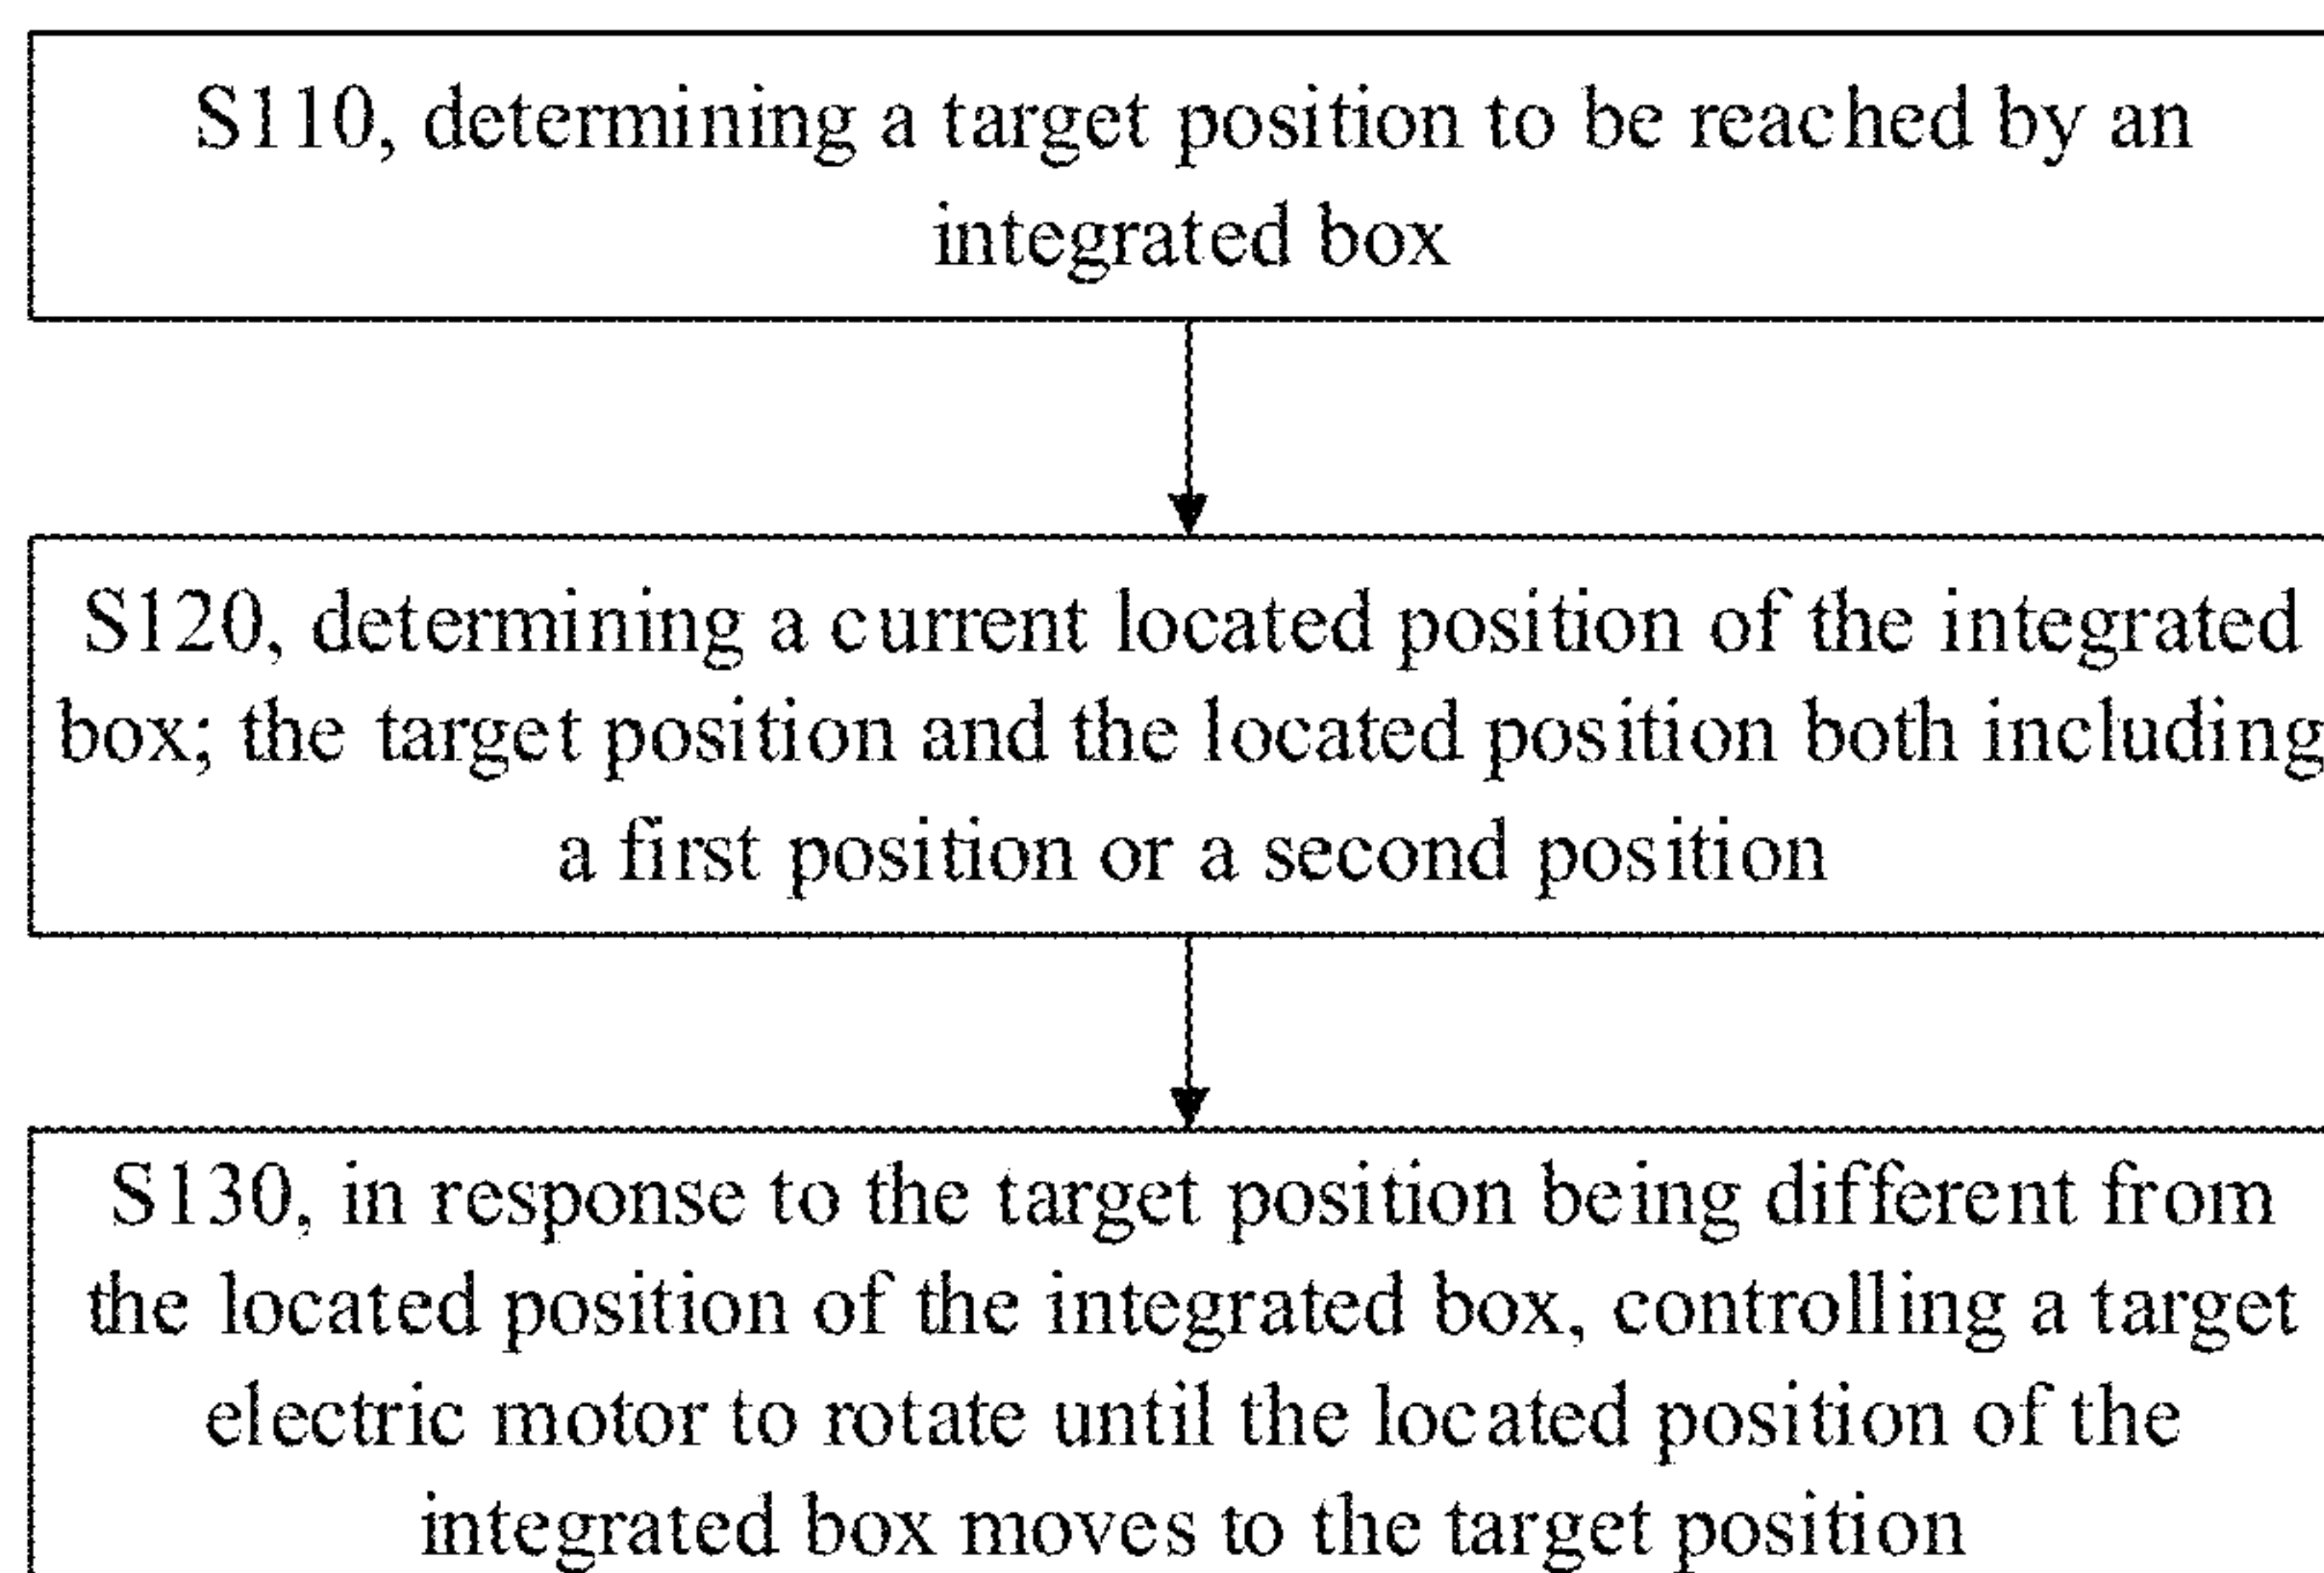 S110, determining a target position to be reached by an
integrated box
S120, determining a current located position of the integrated
box; the target position and the located position both including
a first position or a second position
S130, in response to the target position being different from
the located position of the integrated box, controlling a target
electric motor to rotate until the located position of the
integrated box moves to the target position